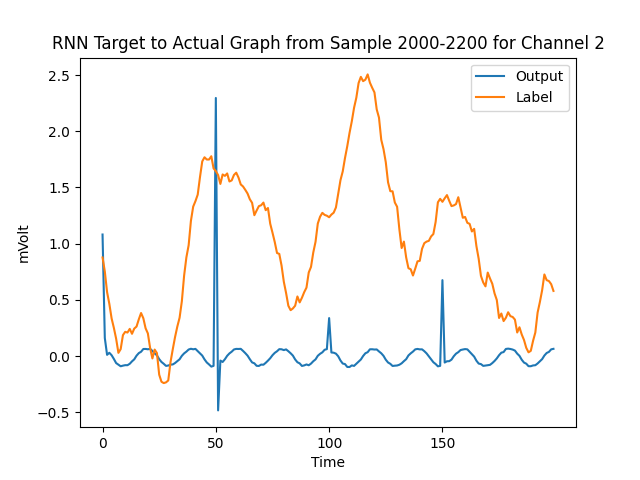 RNN Target to Actual Graph from Sample 2000-2200 for Channel 2
Output
Label
2.5
2.0
1.5
1.0
0.5
0.0
−0.5
mVolt
0
50
100
150
Time